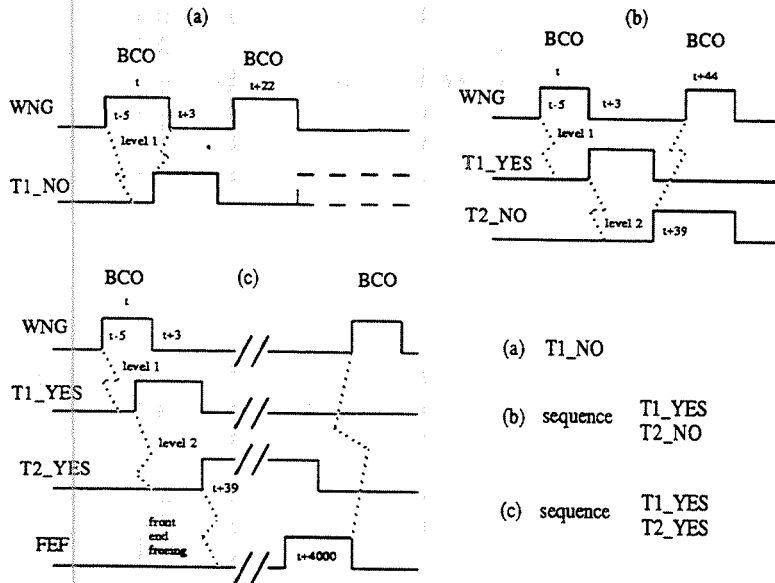 (a)
BCO
BCO
t
t+22
WNG
t-5
t+3
level 1
T1_NO
(b)
BCO
BCO
t
t+44
WNG
t-5
t+3
level 1
T1_YES
T2_NO
level 2
t+39
(c)
BCO
BCO
t
WNG
t-5
t+3
level 1
T1_YES
level 2
T2_YES
t+39
front
end
freeing
FEF
t+4000
(a) T1_NO
(b) sequence T1_YES
T2_NO
(c) sequence T1_YES
T2_YES